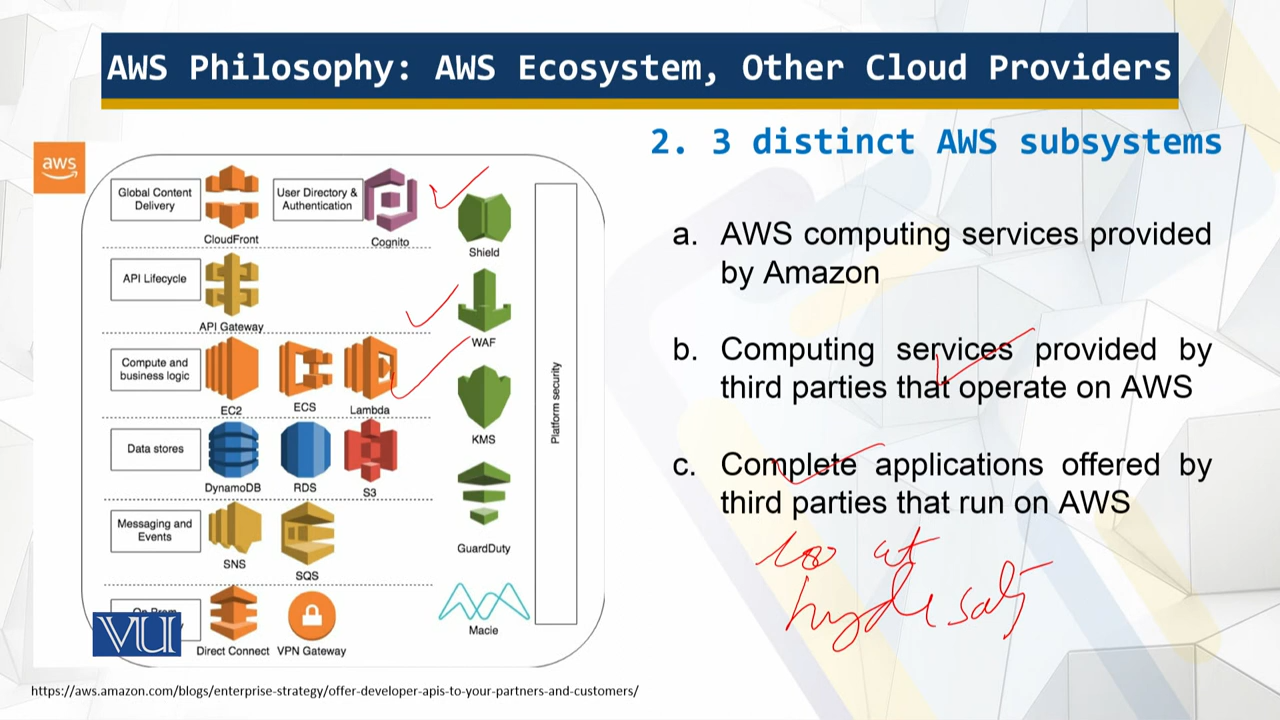 AWS Philosophy: AWS Ecosystem, Other Cloud Providers
aws
Global Content
Delivery
CloudFront
User Directory &
Authentication
Cognito
Shield
API Lifecycle
API Gateway
WAF
Compute and
business logic
EC2
ECS
Lambda
KMS
Data stores
DynamoDB
RDS
S3
Messaging and
Events
SNS
SQS
GuardDuty
On Prem
VU
Direct Connect
VPN Gateway
Macie
Platform security
2. 3 distinct AWS subsystems
a. AWS computing services provided
by Amazon
b. Computing services provided by
third parties that operate on AWS
c. Complete applications offered by
third parties that run on AWS
at
https://aws.amazon.com/blogs/enterprise-strategy/offer-developer-apis-to-your-partners-and-customers/